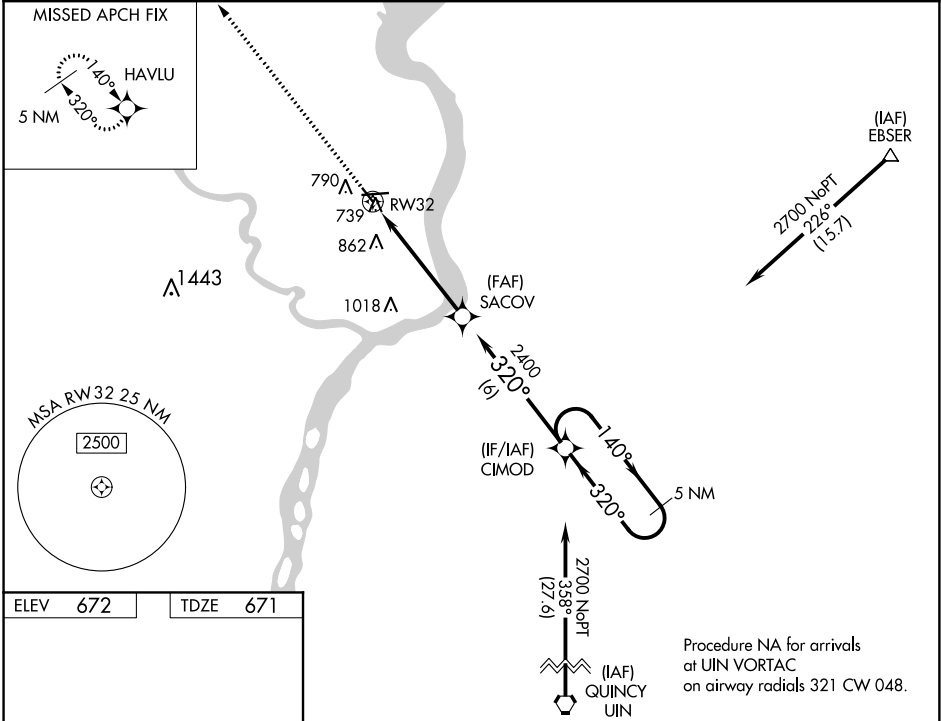 MISSED APCH FIX
HAVLU
140°
320°
5 NM
(IAF)
EBSER
2700 NoPT
226°
(15.7)
790
739
RW32
862
1443
1018
(FAF)
SACOV
2400
320°
(6)
MSA RW32 25 NM
2500
(IF/IAF)
CIMOD
140°
320°
5 NM
2700 NoPT
358°
(27.6)
ELEV 672
TDZE 671
(IAF)
QUINCY
UIN
Procedure NA for arrivals
at UIN VORTAC
on airway radials 321 CW 048.